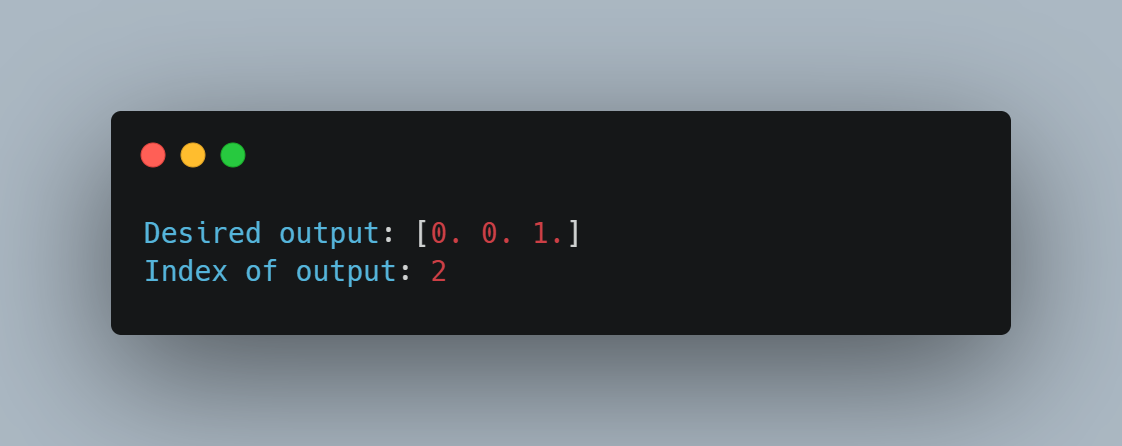 Desired output: [0. 0. 1.]
Index of output: 2